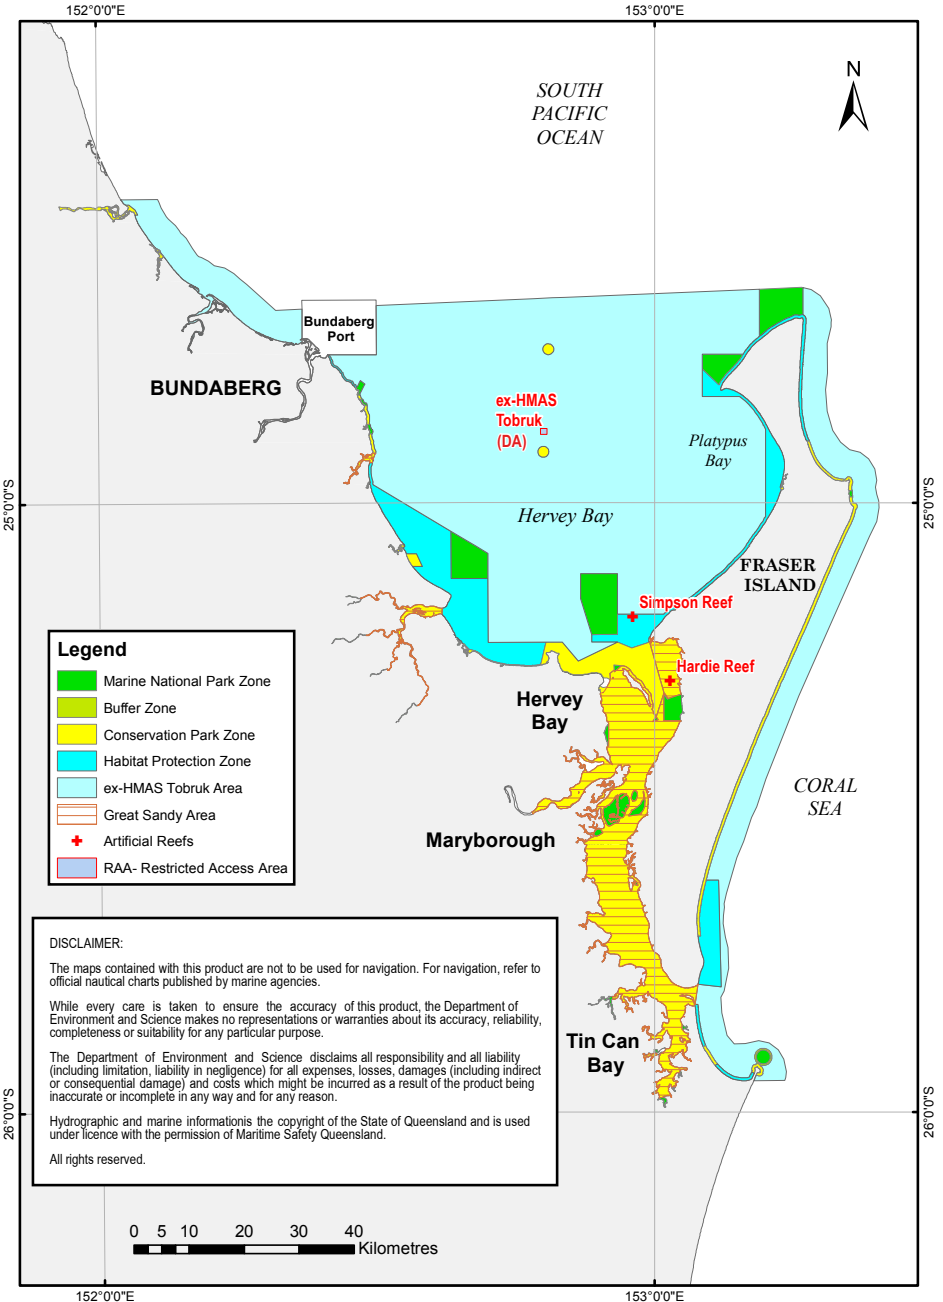 152°0'0"E
153°0'0"E
N
SOUTH
PACIFIC
OCEAN
Bundaberg
Port
BUNDABERG
ex-HMAS
Tobruk
(DA)
Platypus
Bay
25°0'0"S
25°0'0"S
Hervey Bay
FRASER
ISLAND
Simpson Reef
Hardie Reef
Hervey
Bay
CORAL
SEA
Maryborough
Legend
Marine National Park Zone
Buffer Zone
Conservation Park Zone
Habitat Protection Zone
ex-HMAS Tobruk Area
Great Sandy Area
Artificial Reefs
RAA- Restricted Access Area
DISCLAIMER:
The maps contained with this product are not to be used for navigation. For navigation, refer to
official nautical charts published by marine agencies.
While every care is taken to ensure the accuracy of this product, the Department of
Environment and Science makes no representations or warranties about its accuracy, reliability,
completeness or suitability for any particular purpose.
The Department of Environment and Science disclaims all responsibility and all liability
(including limitation, liability in negligence) for all expenses, losses, damages (including indirect
or consequential damage) and costs which might be incurred as a result of the product being
inaccurate or incomplete in any way and for any reason.
Hydrographic and marine informationis the copyright of the State of Queensland and is used
under licence with the permission of Maritime Safety Queensland.
All rights reserved.
Tin Can
Bay
26°0'0"S
26°0'0"S
0 5 10 20 30 40
Kilometres
152°0'0"E
153°0'0"E